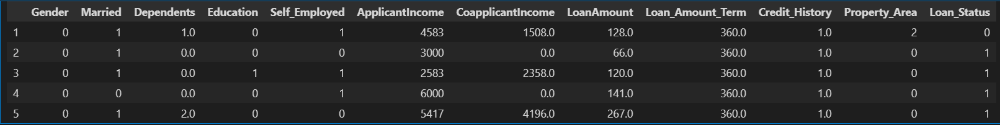 Gender Married Dependents Education Self_Employed ApplicantIncome CoapplicantIncome LoanAmount Loan_Amount_Term Credit_History Property_Area Loan_Status
1 0 1 1.0 0 1 4583 1508.0 128.0 360.0 1.0 2 0
2 0 1 0.0 0 0 3000 0.0 66.0 360.0 1.0 0 1
3 0 1 0.0 1 1 2583 2358.0 120.0 360.0 1.0 0 1
4 0 0 0.0 0 1 6000 0.0 141.0 360.0 1.0 0 1
5 0 1 2.0 0 0 5417 4196.0 267.0 360.0 1.0 0 1